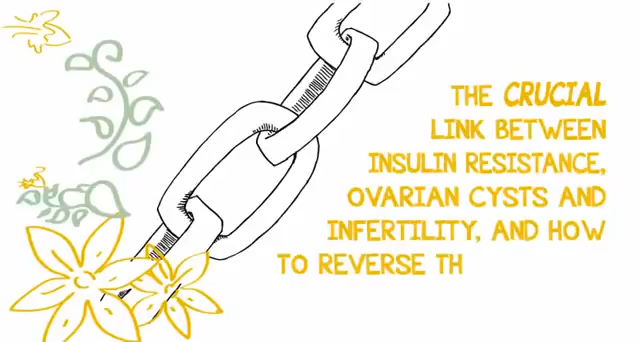 THE CRUCIAL
LINK BETWEEN
INSULIN RESISTANCE,
OVARIAN CYSTS AND
INFERTILITY, AND HOW
TO REVERSE TH